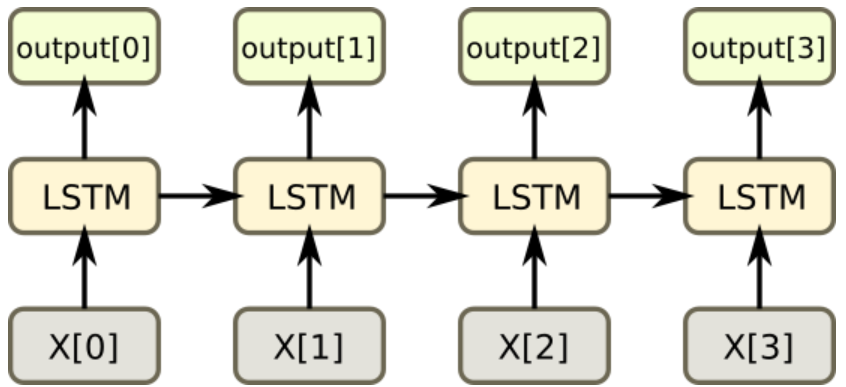 output[0] output[1] output[2] output[3]
LSTM LSTM LSTM LSTM
X[0] X[1] X[2] X[3]